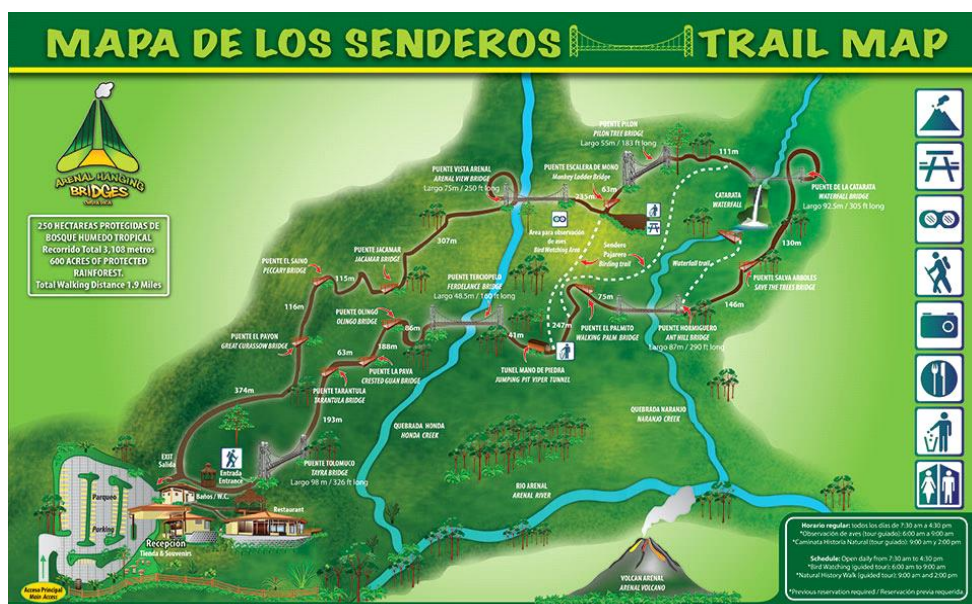 MAPA DE LOS SENDEROS TRAIL MAP
ARENAL HANGING
BRIDGES
250 HECTAREAS PROTEGIDAS DE
BOSQUE HUMEDO TROPICAL
Recorrido Total 3,108 metros
600 ACRES OF PROTECTED
RAINFOREST.
Total Walking Distance 1.9 Miles
PUENTE PILON
PILON TREE BRIDGE
Largo 55m / 183 ft long
111m
PUENTE VISTA ARENAL
ARENAL VIEW BRIDGE
Largo 75m / 250 ft long
PUENTE ESCALERA DE MONO
Monkey Ladder Bridge
63m
235m
CATARATA
WATERFALL
PUENTE DE LA CATARATA
WATERFALL BRIDGE
Largo 92.5m / 305 ft long
130m
Area para observación
de aves
Bird Watching Area
Sendero
Pajarero
Birding trail
Waterfall trail
307m
PUENTE JACAMAR
JACAMAR BRIDGE
PUENTE EL SAINO
PECCARY BRIDGE
115m
116m
PUENTE SALVA ARBOLES
SAVE THE TREES BRIDGE
146m
PUENTE TERCIOPELO
FERDELANCE BRIDGE
Largo 48.5m / 160 ft long
PUENTE OLINGO
OLINGO BRIDGE
86m
188m
75m
247m
41m
PUENTE EL PALMITO
WALKING PALM BRIDGE
PUENTE HORMIGUERO
ANT HILL BRIDGE
Largo 87m / 290 ft long
PUENTE EL PAVON
GREAT CURASSOW BRIDGE
63m
PUENTE LA PAVA
CRESTED GUAN BRIDGE
TUNEL MANO DE PIEDRA
JUMPING PIT VIPER TUNNEL
374m
PUENTE TARANTULA
TARANTULA BRIDGE
193m
QUEBRADA HONDA
HONDA CREEK
QUEBRADA NARANJO
NARANJO CREEK
EXIT
Salida
Entrada
Entrance
PUENTE TOLOMUCO
TAYRA BRIDGE
Largo 98 m / 326 ft long
RIO ARENAL
ARENAL RIVER
Parqueo
Parking
Baños / W.C.
Restaurant
Recepción
Tienda & Souvenirs
Acceso Principal
Main Access
VOLCAN ARENAL
ARENAL VOLCANO
Horario regular: todos los días de 7:30 am a 4:30 pm
*Observación de aves (tour guiado): 6:00 am a 9:00 am
*Caminata Historia Natural (tour guiado): 9:00 am y 2:00 pm
Schedule: Open daily from 7:30 am to 4:30 pm
*Bird Watching (guided tour): 6:00 am to 9:00 am
*Natural History Walk (guided tour): 9:00 am and 2:00 pm
*Previous reservation required / Reservación previa requerida.